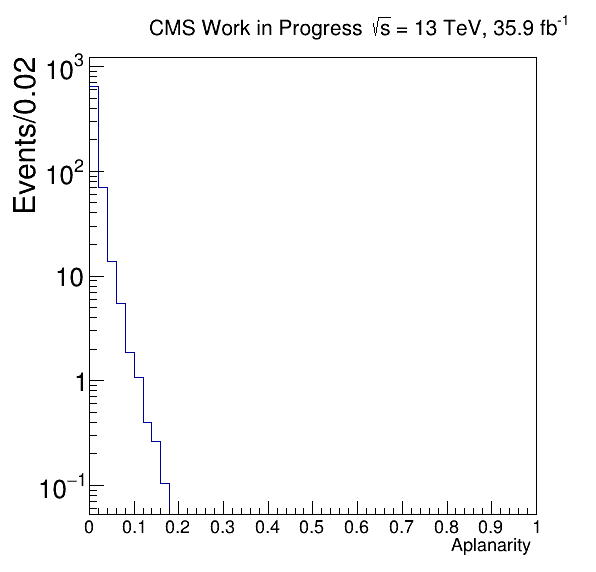 CMS Work in Progress √s = 13 TeV, 35.9 fb⁻¹
Events/0.02
10³
10²
10
1
10⁻¹
0 0.1 0.2 0.3 0.4 0.5 0.6 0.7 0.8 0.9 1
Aplanarity